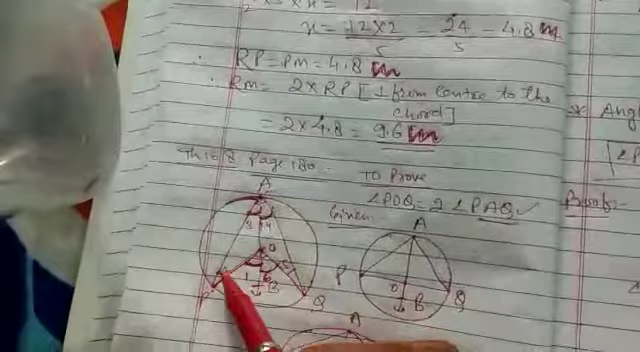 x = 12×2/5 = 24/5 = 4.8 m
∴ RP = PM = 4.8 m
∴ RM = 2 × RP [⊥ from centre to the
chord]
= 2 × 4.8 = 9.6 m
Page 180
TO Prove
∠POQ = 2∠PAQ
Given
A
O
B
Q
A
P
O
B
Q
A
* Angl
Proof:-